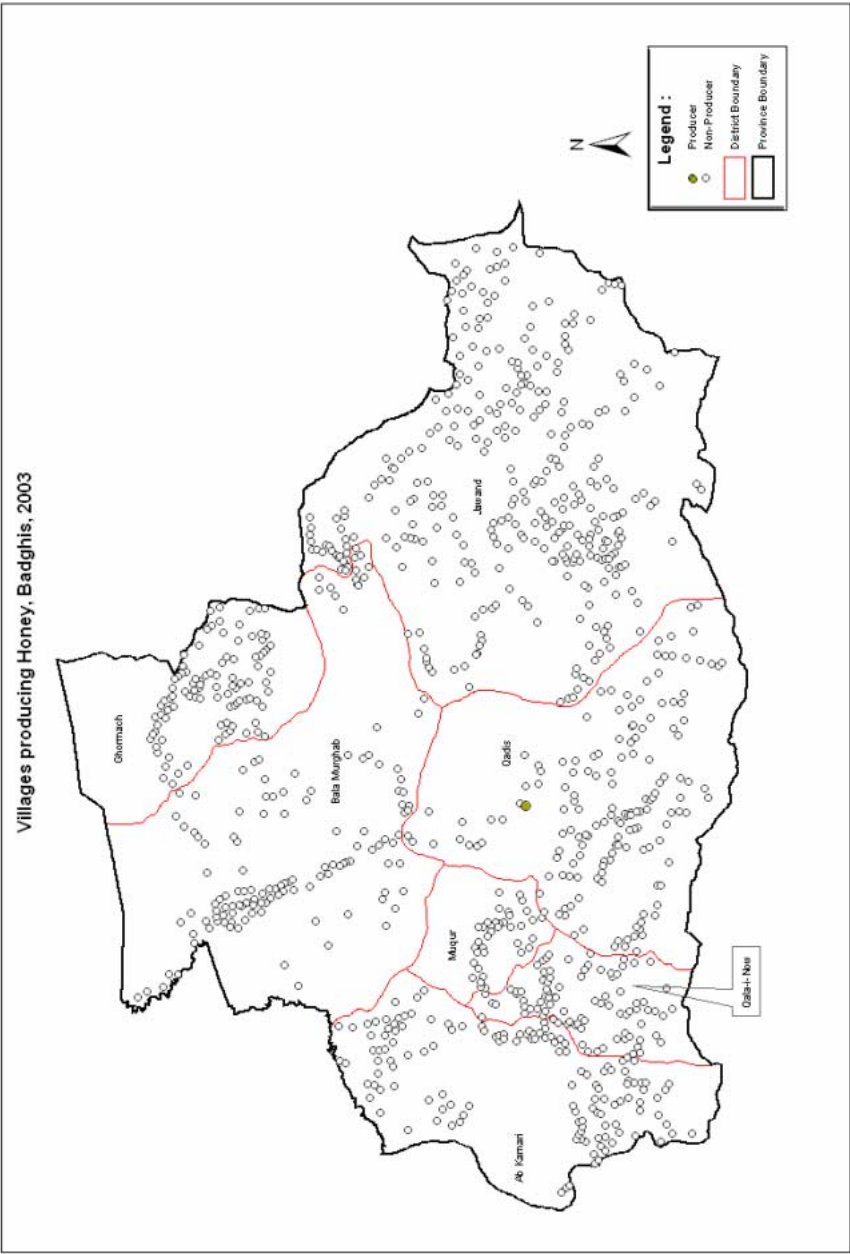 Villages producing Honey, Badghis, 2003
Ghormach
Bala Murghab
Jawand
Qadis
Muqur
Ab Kamari
Qala-i-Now
N
Legend :
Producer
Non-Producer
District Boundary
Province Boundary